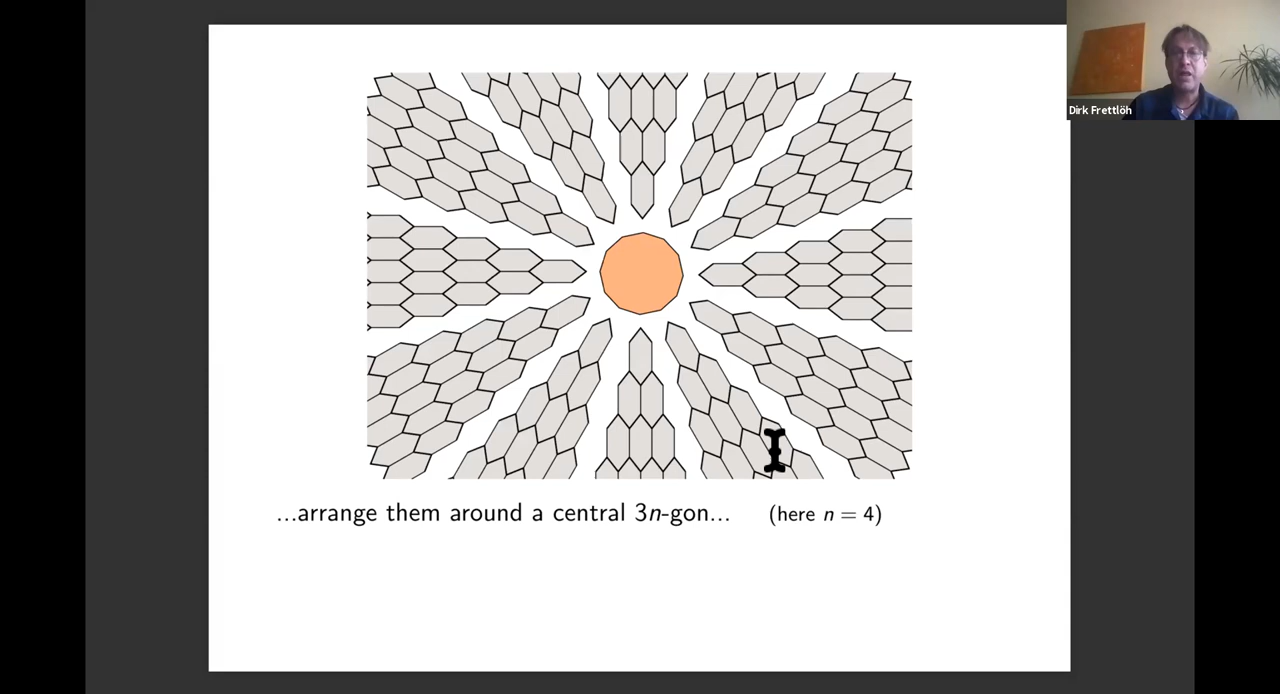 Dirk Frettlöh
...arrange them around a central 3n-gon... (here n = 4)